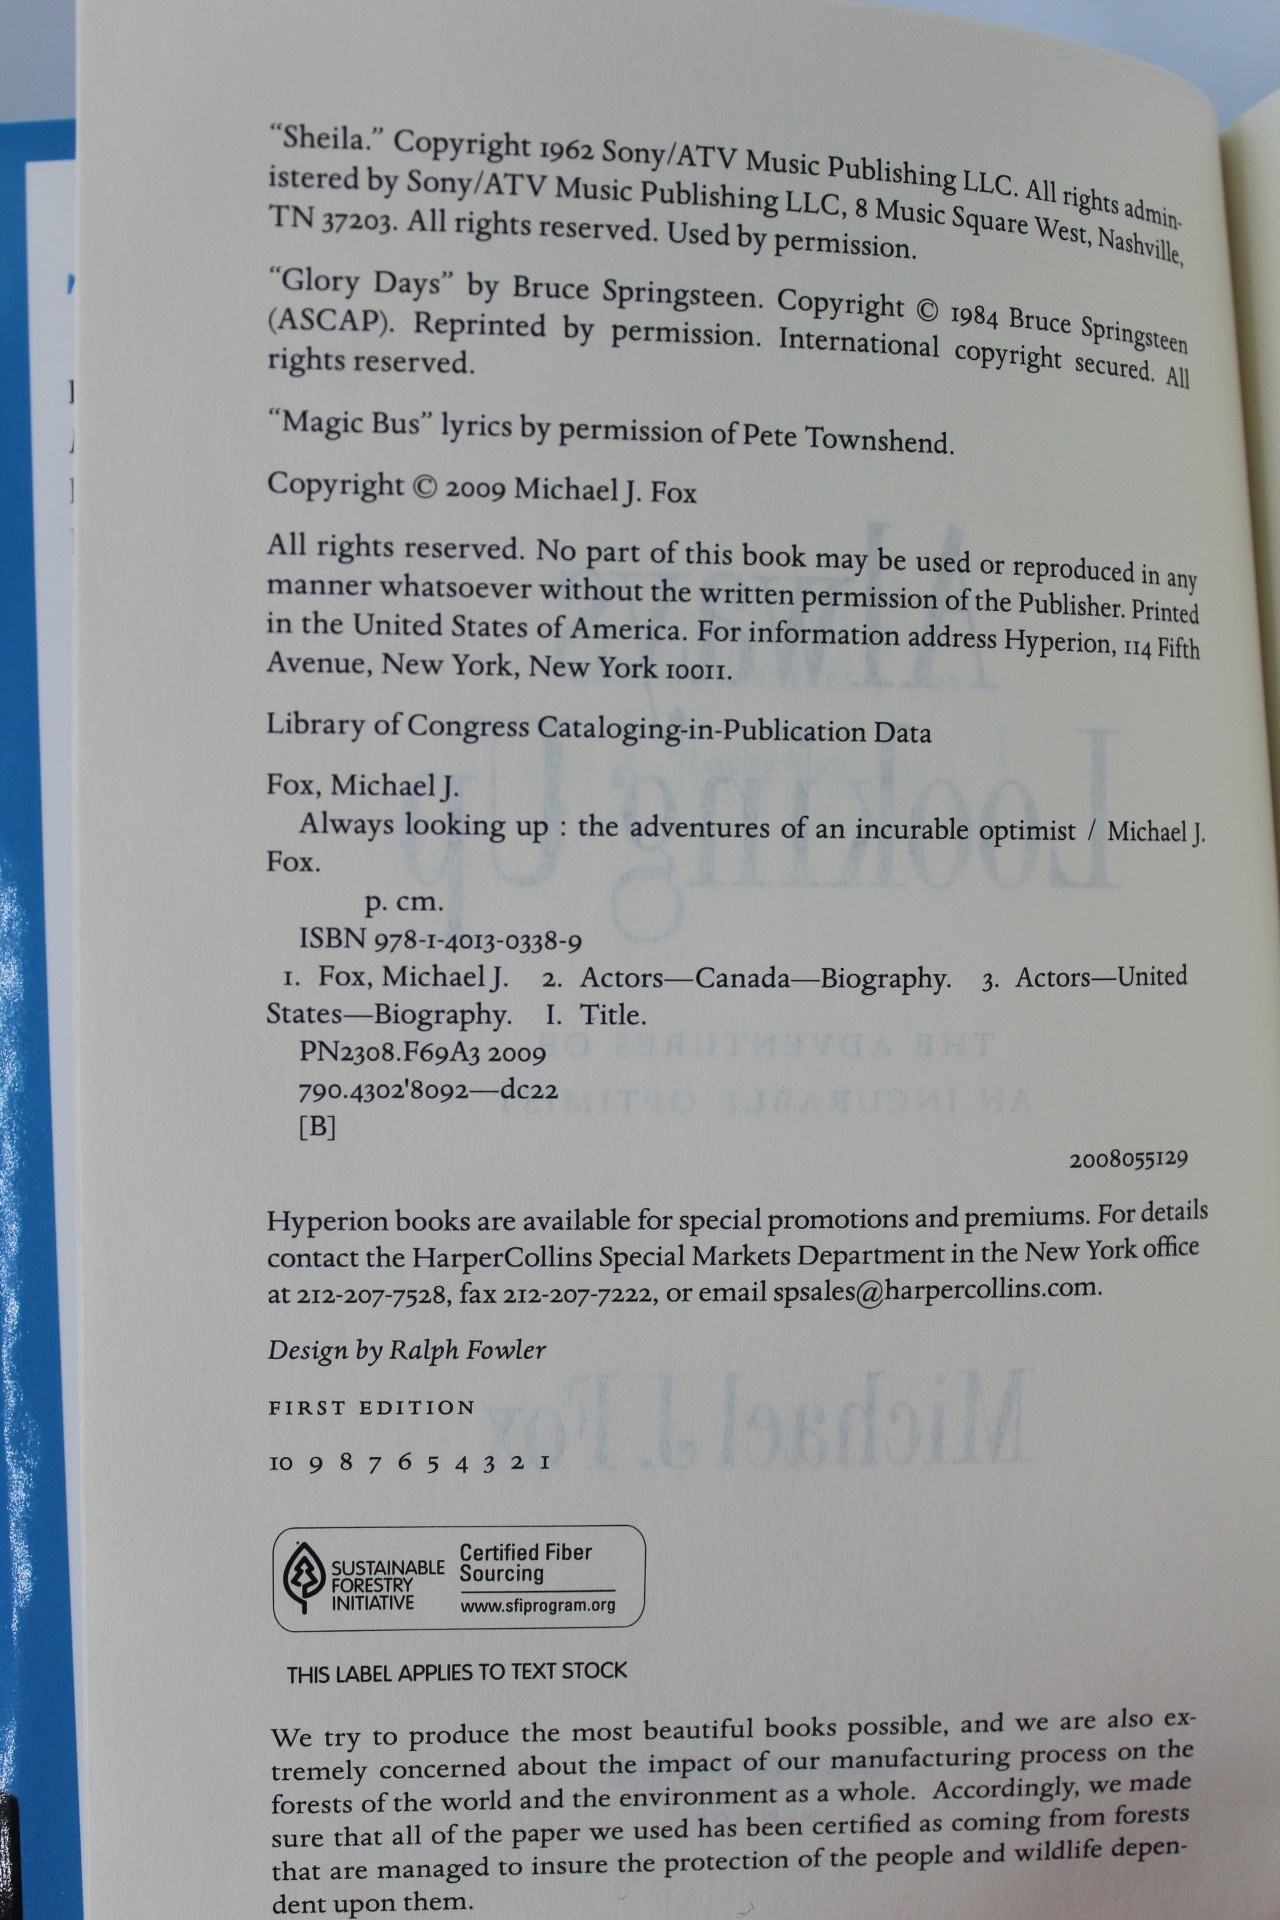 “Sheila.” Copyright 1962 Sony/ATV Music Publishing LLC. All rights admin-
istered by Sony/ATV Music Publishing LLC, 8 Music Square West, Nashville,
TN 37203. All rights reserved. Used by permission.
“Glory Days” by Bruce Springsteen. Copyright © 1984 Bruce Springsteen
(ASCAP). Reprinted by permission. International copyright secured. All
rights reserved.
“Magic Bus” lyrics by permission of Pete Townshend.
Copyright © 2009 Michael J. Fox
All rights reserved. No part of this book may be used or reproduced in any
manner whatsoever without the written permission of the Publisher. Printed
in the United States of America. For information address Hyperion, 114 Fifth
Avenue, New York, New York 10011.
Library of Congress Cataloging-in-Publication Data
Fox, Michael J.
Always looking up : the adventures of an incurable optimist / Michael J.
Fox.
p. cm.
ISBN 978-1-4013-0338-9
1. Fox, Michael J. 2. Actors—Canada—Biography. 3. Actors—United
States—Biography. I. Title.
PN2308.F69A3 2009
790.4302'8092—dc22
[B]
2008055129
Hyperion books are available for special promotions and premiums. For details
contact the HarperCollins Special Markets Department in the New York office
at 212-207-7528, fax 212-207-7222, or email spsales@harpercollins.com.
Design by Ralph Fowler
FIRST EDITION
10 9 8 7 6 5 4 3 2 1
SUSTAINABLE
FORESTRY
INITIATIVE
Certified Fiber
Sourcing
www.sfiprogram.org
THIS LABEL APPLIES TO TEXT STOCK
We try to produce the most beautiful books possible, and we are also ex-
tremely concerned about the impact of our manufacturing process on the
forests of the world and the environment as a whole. Accordingly, we made
sure that all of the paper we used has been certified as coming from forests
that are managed to insure the protection of the people and wildlife depen-
dent upon them.